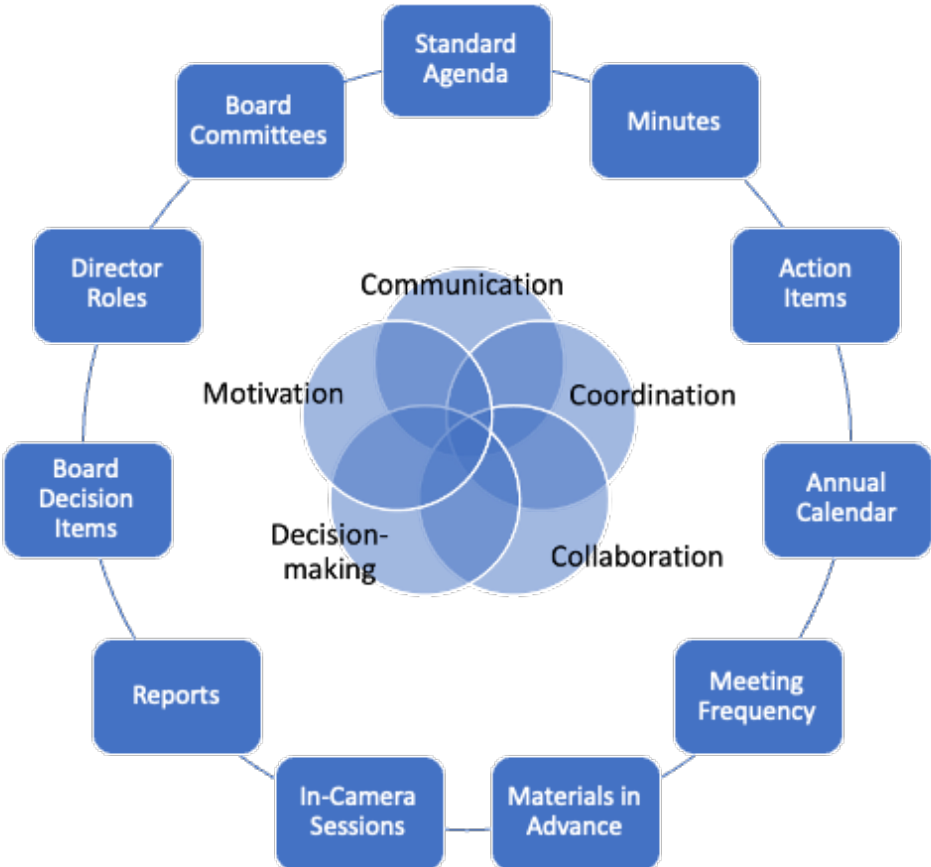 Standard
Agenda
Minutes
Action
Items
Annual
Calendar
Meeting
Frequency
Materials in
Advance
In-Camera
Sessions
Reports
Board
Decision
Items
Director
Roles
Board
Committees
Communication
Coordination
Collaboration
Decision-
making
Motivation